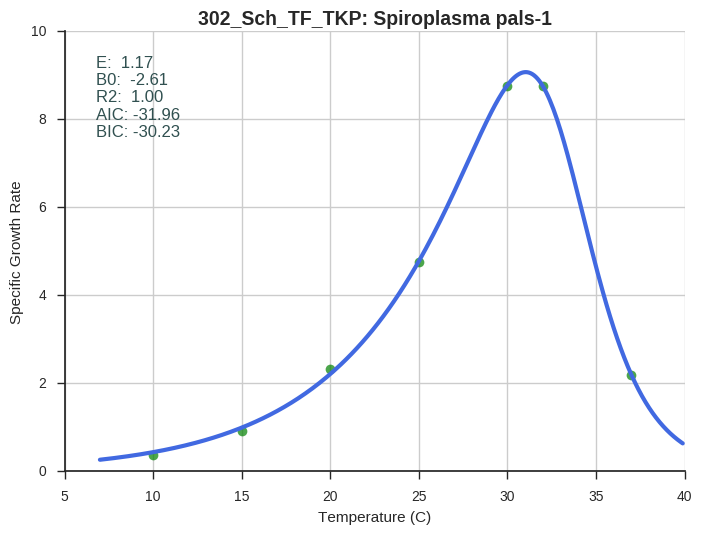 302_Sch_TF_TKP: Spiroplasma pals-1
E: 1.17
B0: -2.61
R2: 1.00
AIC: -31.96
BIC: -30.23
Specific Growth Rate
10
8
6
4
2
0
5 10 15 20 25 30 35 40
Temperature (C)